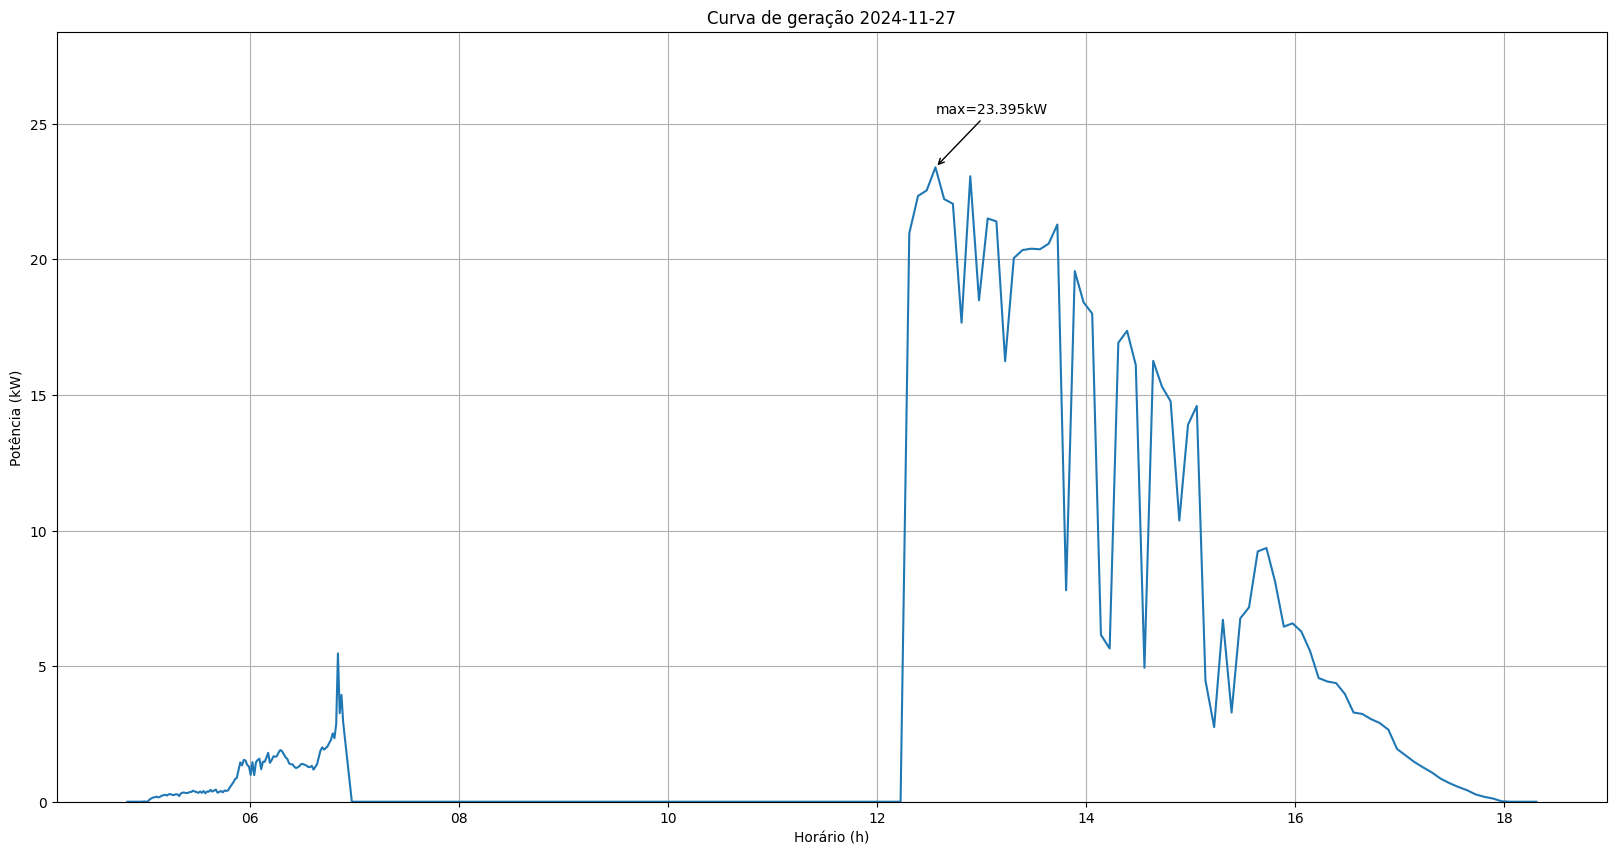 Curva de geração 2024-11-27
max=23.395kW
25
20
15
10
5
0
Potência (kW)
06 08 10 12 14 16 18
Horário (h)